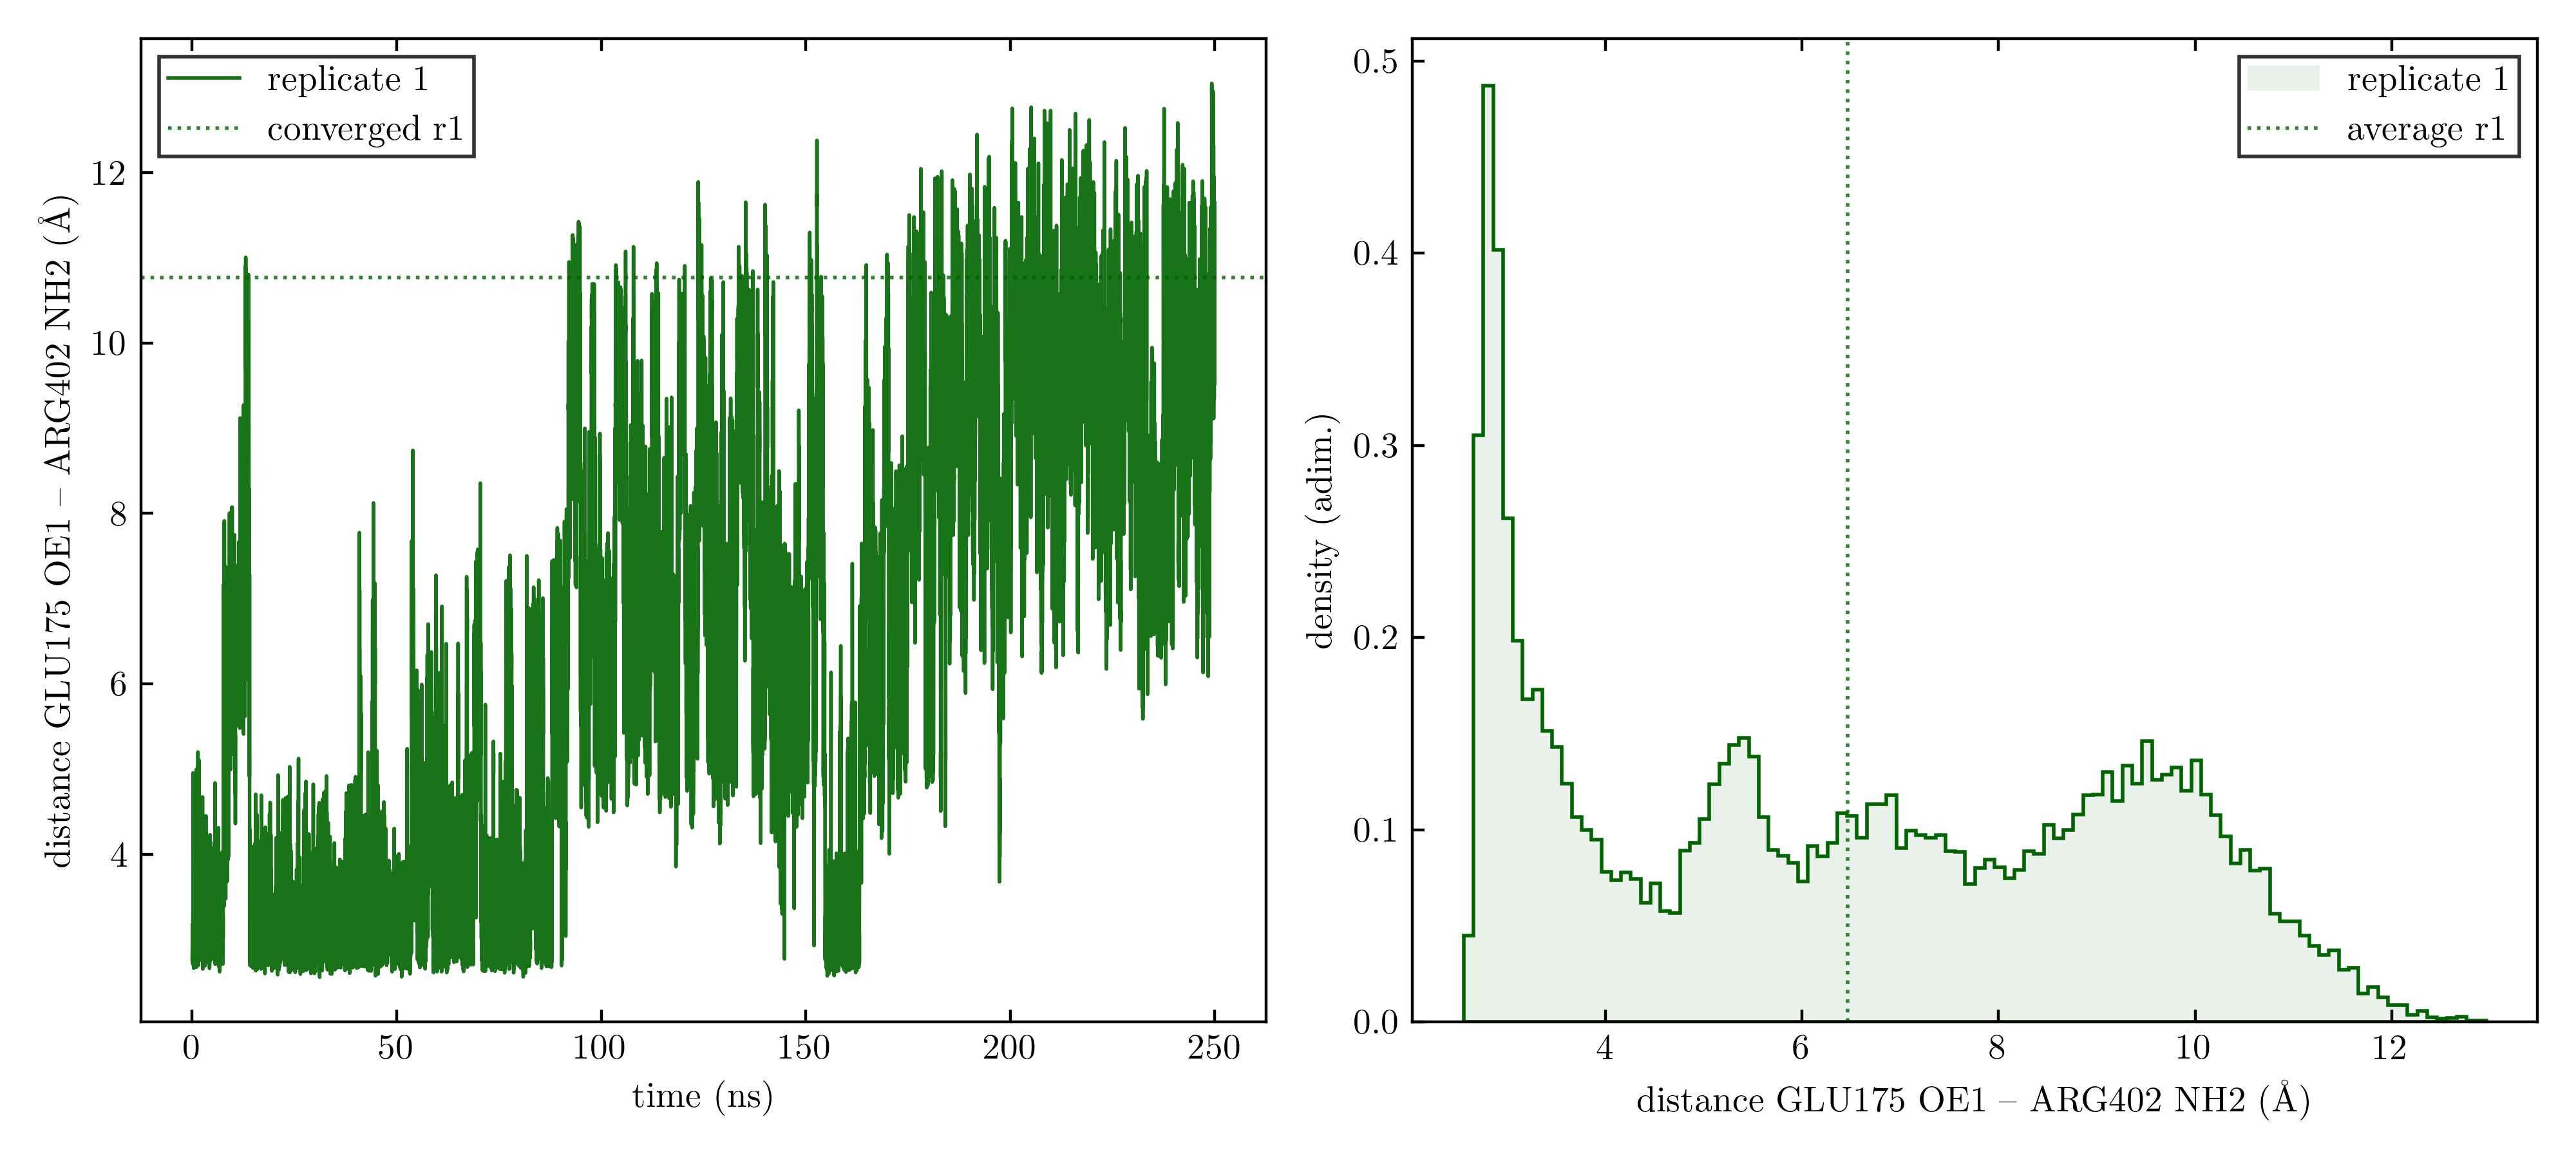 replicate 1
converged r1
12
10
8
6
4
distance GLU175 OE1 – ARG402 NH2 (Å)
0 50 100 150 200 250
time (ns)
replicate 1
average r1
0.5
0.4
0.3
0.2
0.1
0.0
density (adim.)
4 6 8 10 12
distance GLU175 OE1 – ARG402 NH2 (Å)